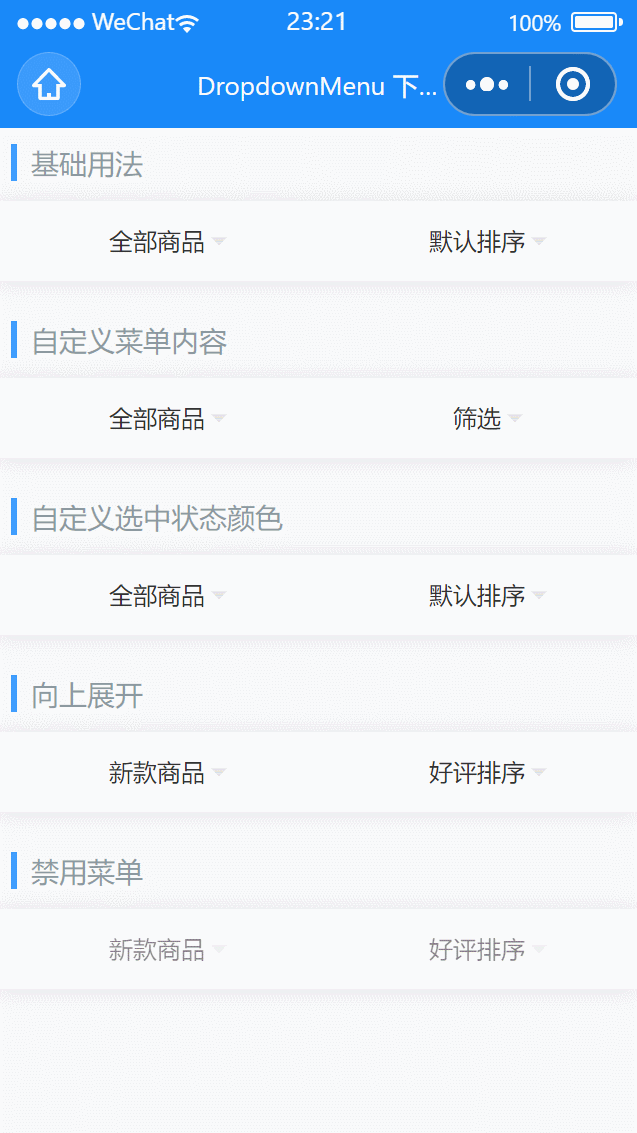 WeChat 23:21 100%
DropdownMenu 下...
基础用法
全部商品 默认排序
自定义菜单内容
全部商品 筛选
自定义选中状态颜色
全部商品 默认排序
向上展开
新款商品 好评排序
禁用菜单
新款商品 好评排序